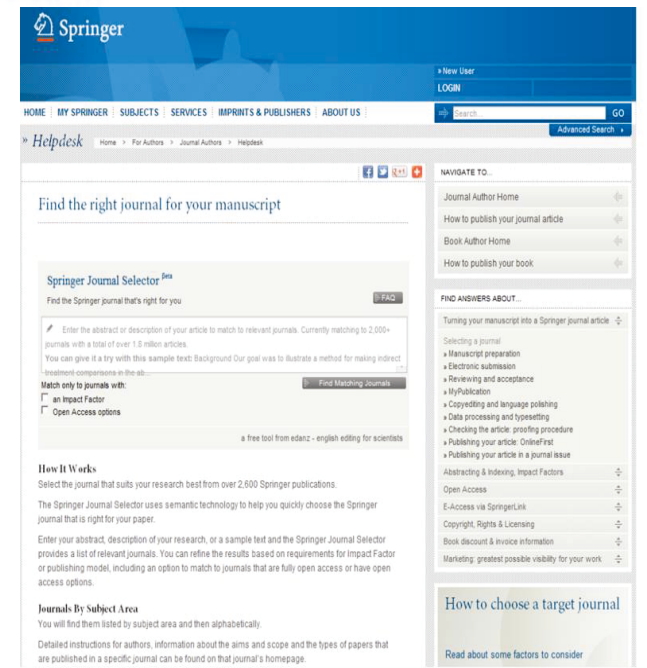 Springer
» New User
LOGIN
HOME MY SPRINGER SUBJECTS SERVICES IMPRINTS & PUBLISHERS ABOUT US
Search... GO
Advanced Search
» Helpdesk Home > For Authors > Journal Authors > Helpdesk
Find the right journal for your manuscript
Springer Journal Selector Beta
Find the Springer journal that's right for you
FAQ
Enter the abstract or description of your article to match to relevant journals. Currently matching to 2,000+
journals with a total of over 1.8 million articles.
You can give it a try with this sample text: Background Our goal was to illustrate a method for making indirect
treatment comparisons in the ab...
Match only to journals with:
Find Matching Journals
an Impact Factor
Open Access options
a free tool from edanz - english editing for scientists
How It Works
Select the journal that suits your research best from over 2,600 Springer publications.
The Springer Journal Selector uses semantic technology to help you quickly choose the Springer
journal that is right for your paper.
Enter your abstract, description of your research, or a sample text and the Springer Journal Selector
provides a list of relevant journals. You can refine the results based on requirements for Impact Factor
or publishing model, including an option to match to journals that are fully open access or have open
access options.
Journals By Subject Area
You will find them listed by subject area and then alphabetically.
Detailed instructions for authors, information about the aims and scope and the types of papers that
are published in a specific journal can be found on that journal's homepage.
NAVIGATE TO...
Journal Author Home
How to publish your journal article
Book Author Home
How to publish your book
FIND ANSWERS ABOUT...
Turning your manuscript into a Springer journal article
Selecting a journal
» Manuscript preparation
» Electronic submission
» Reviewing and acceptance
» MyPublication
» Copyediting and language polishing
» Data processing and typesetting
» Checking the article: proofing procedure
» Publishing your article: OnlineFirst
» Publishing your article in a journal issue
Abstracting & Indexing, Impact Factors
Open Access
E-Access via SpringerLink
Copyright, Rights & Licensing
Book discount & invoice information
Marketing: greatest possible visibility for your work
How to choose a target journal
Read about some factors to consider